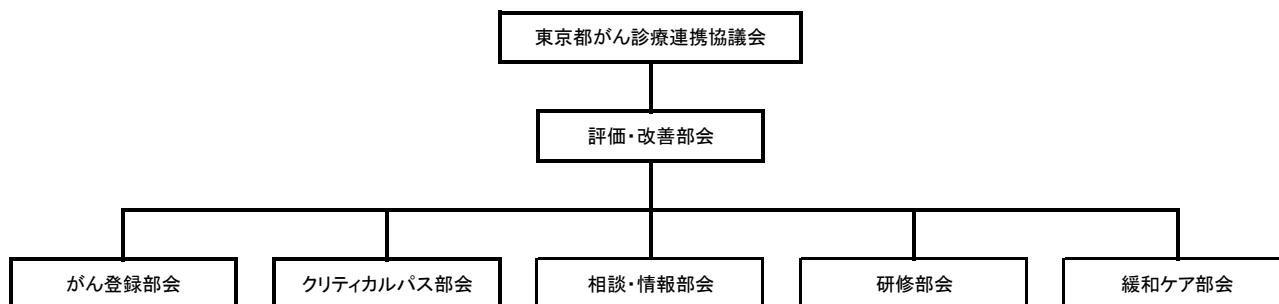 東京都がん診療連携協議会
評価・改善部会
がん登録部会
クリティカルパス部会
相談・情報部会
研修部会
緩和ケア部会